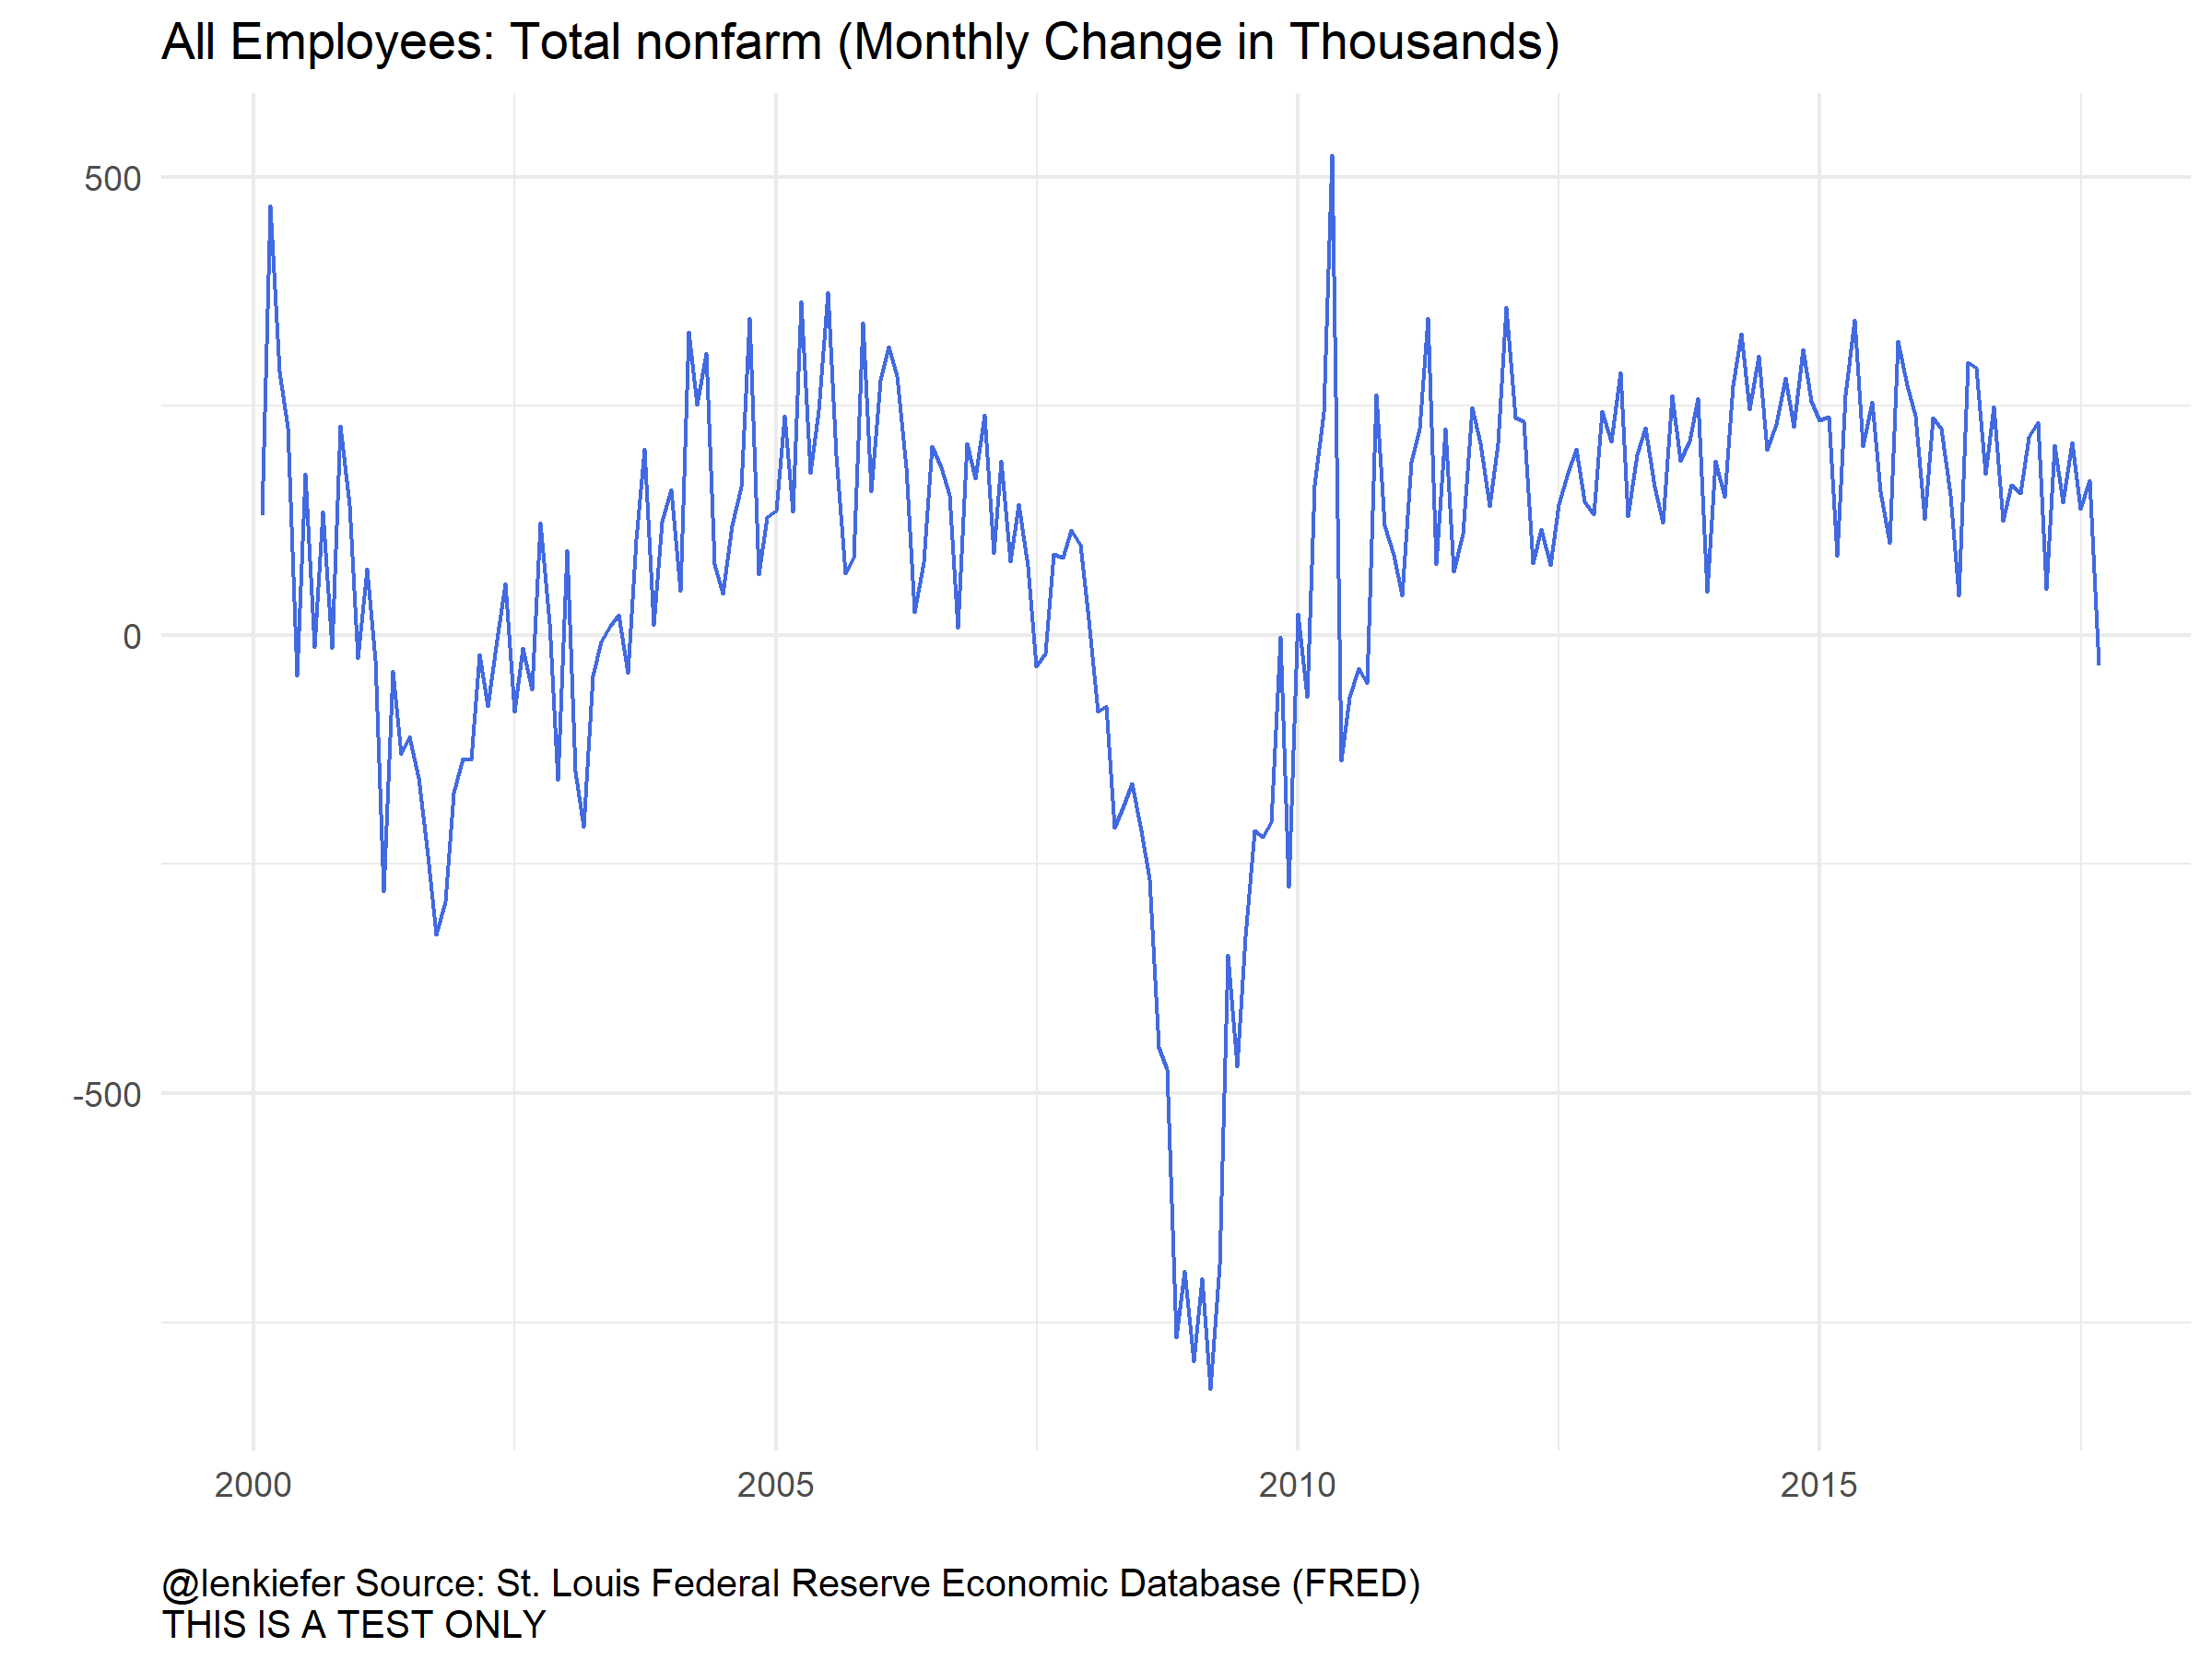 All Employees: Total nonfarm (Monthly Change in Thousands)
500
0
-500
2000 2005 2010 2015
@lenkiefer Source: St. Louis Federal Reserve Economic Database (FRED)
THIS IS A TEST ONLY